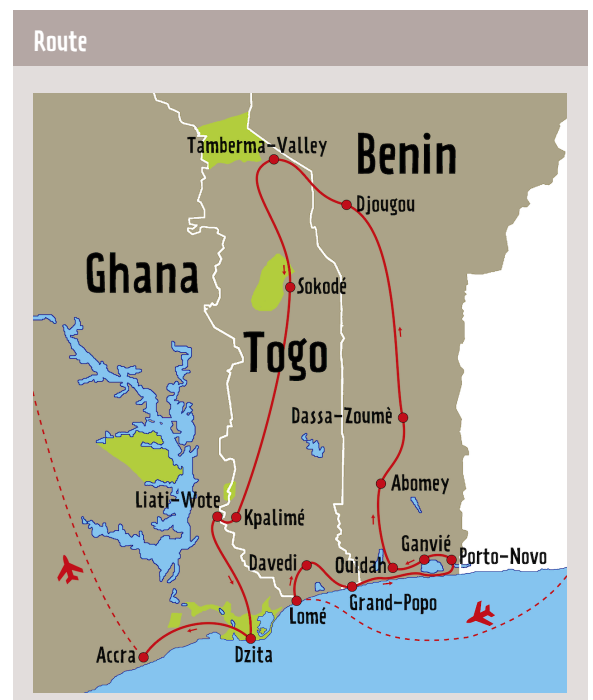 Route
Tamberma-Valley
Benin
Djougou
Ghana
Sokodé
Togo
Dassa-Zoumè
Abomey
Liati-Wote
Kpalimé
Ganvié
Porto-Novo
Davedi
Ouidah
Grand-Popo
Lomé
Accra
Dzita